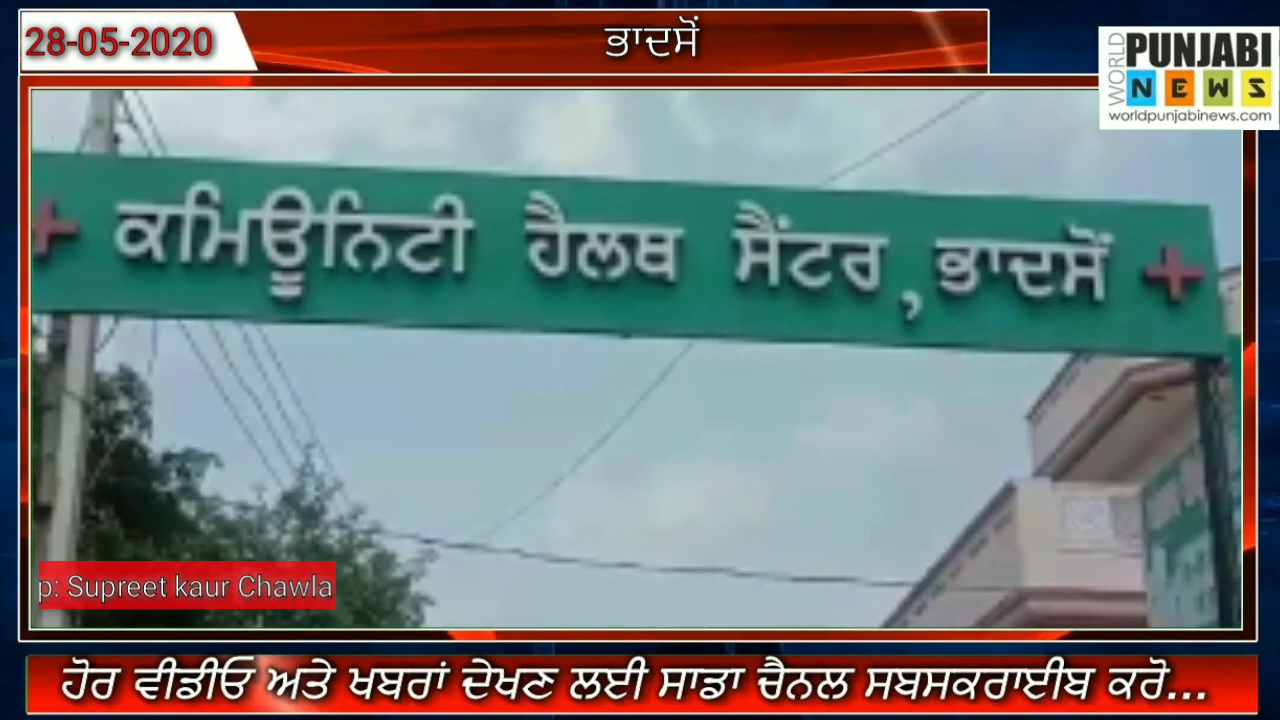 28-05-2020
ਭਾਦਸੋਂ
WORLD
PUNJABI
NEWS
worldpunjabinews.com
ਕਮਿਊਨਿਟੀ ਹੈਲਥ ਸੈਂਟਰ, ਭਾਦਸੋਂ
p: Supreet kaur Chawla
ਹੋਰ ਵੀਡੀਓ ਅਤੇ ਖਬਰਾਂ ਦੇਖਣ ਲਈ ਸਾਡਾ ਚੈਨਲ ਸਬਸਕਰਾਈਬ ਕਰੋ...